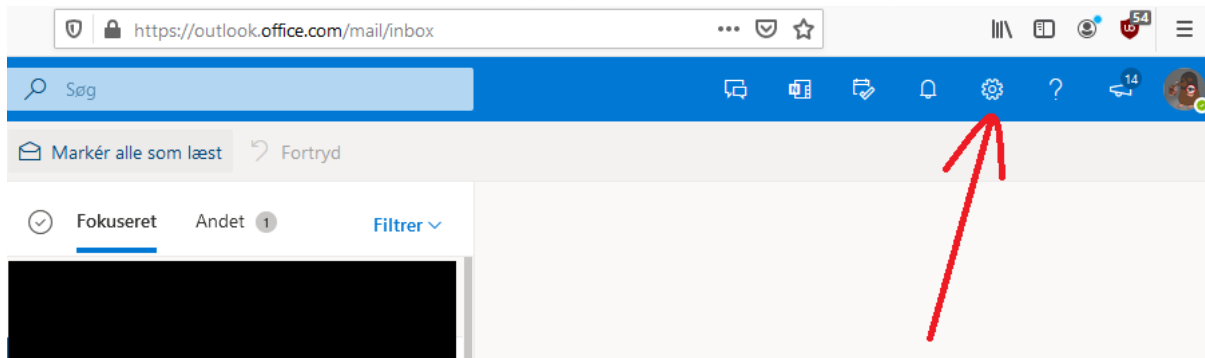 https://outlook.office.com/mail/inbox
54
Søg
14
Markér alle som læst Fortryd
Fokuseret Andet 1 Filtrer